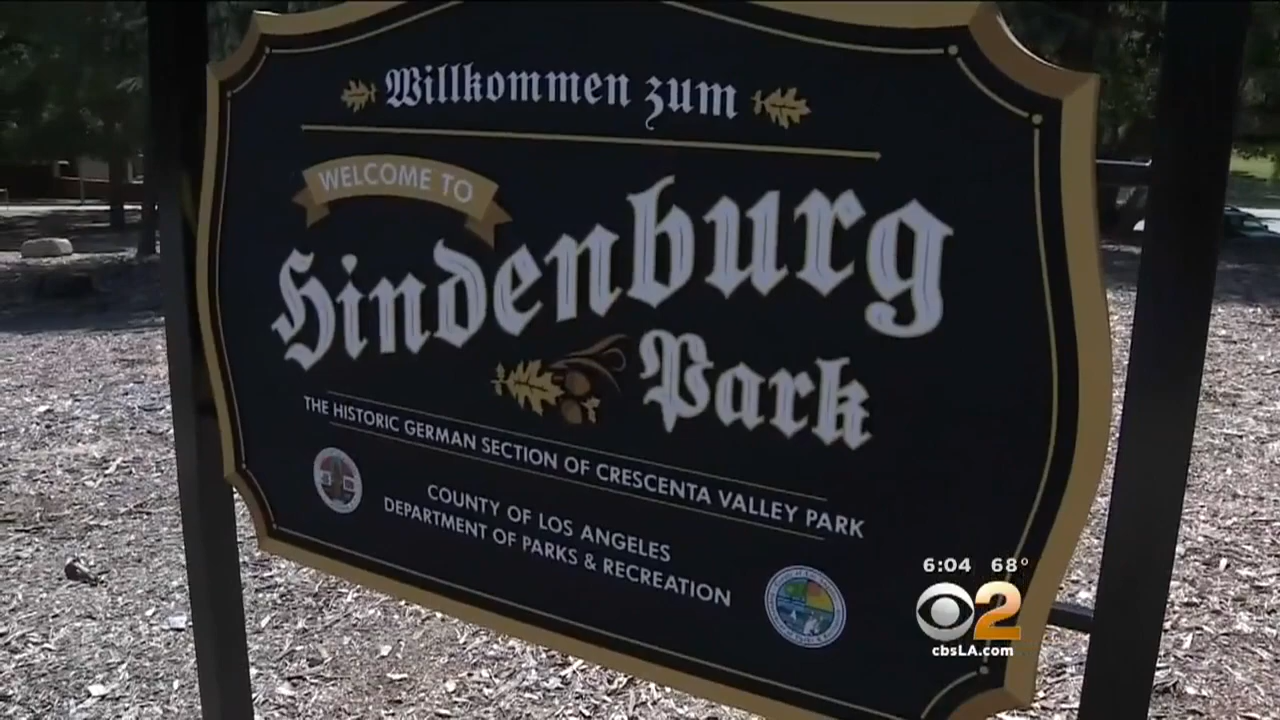 Willkommen zum
WELCOME TO
Hindenburg
Park
THE HISTORIC GERMAN SECTION OF CRESCENTA VALLEY PARK
COUNTY OF LOS ANGELES
DEPARTMENT OF PARKS & RECREATION
6:04 68°
2
cbsLA.com